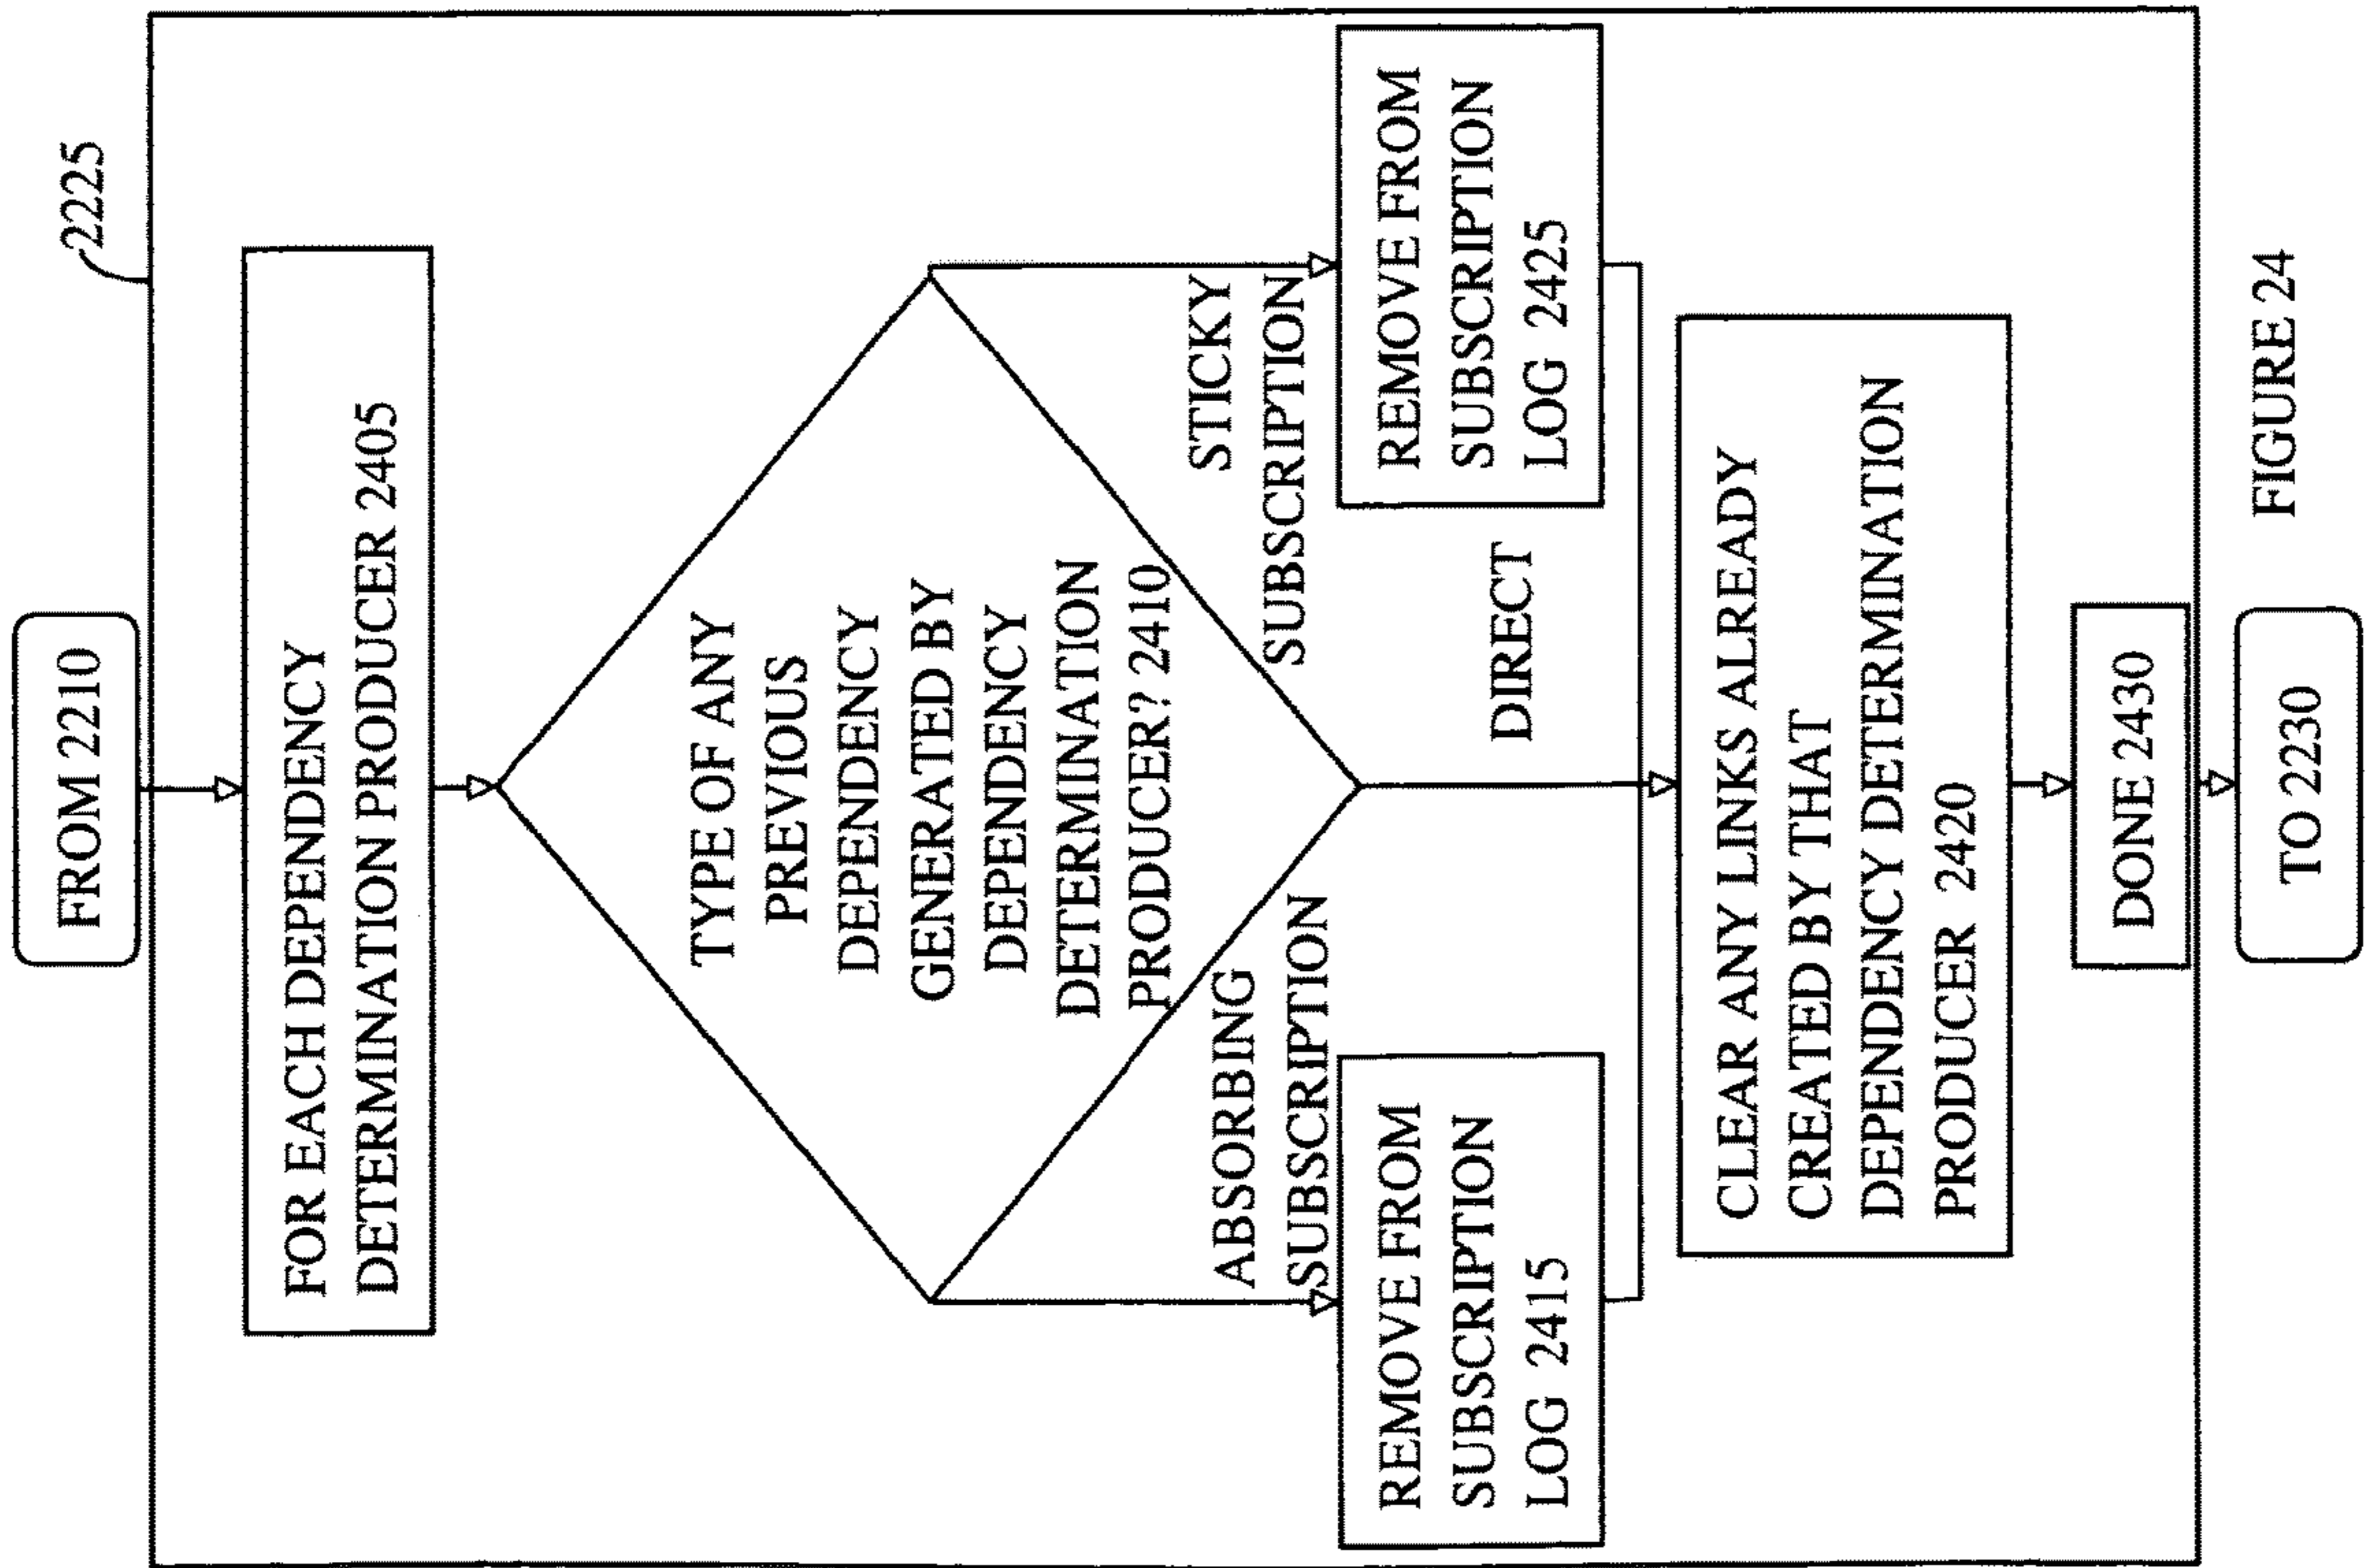 2225
FROM 2210
FOR EACH DEPENDENCY
DETERMINATION PRODUCER 2405
TYPE OF ANY
PREVIOUS
DEPENDENCY
GENERATED BY
DEPENDENCY
DETERMINATION
PRODUCER? 2410
ABSORBING
SUBSCRIPTION
STICKY
SUBSCRIPTION
REMOVE FROM
SUBSCRIPTION
LOG 2415
DIRECT
REMOVE FROM
SUBSCRIPTION
LOG 2425
CLEAR ANY LINKS ALREADY
CREATED BY THAT
DEPENDENCY DETERMINATION
PRODUCER 2420
DONE 2430
TO 2230
FIGURE 24